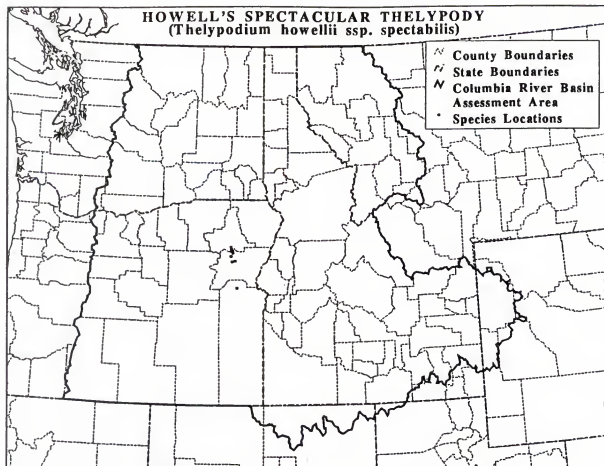 HOWELL'S SPECTACULAR THELYPODY
(Thelypodium howellii ssp. spectabilis)
County Boundaries
State Boundaries
Columbia River Basin
Assessment Area
Species Locations